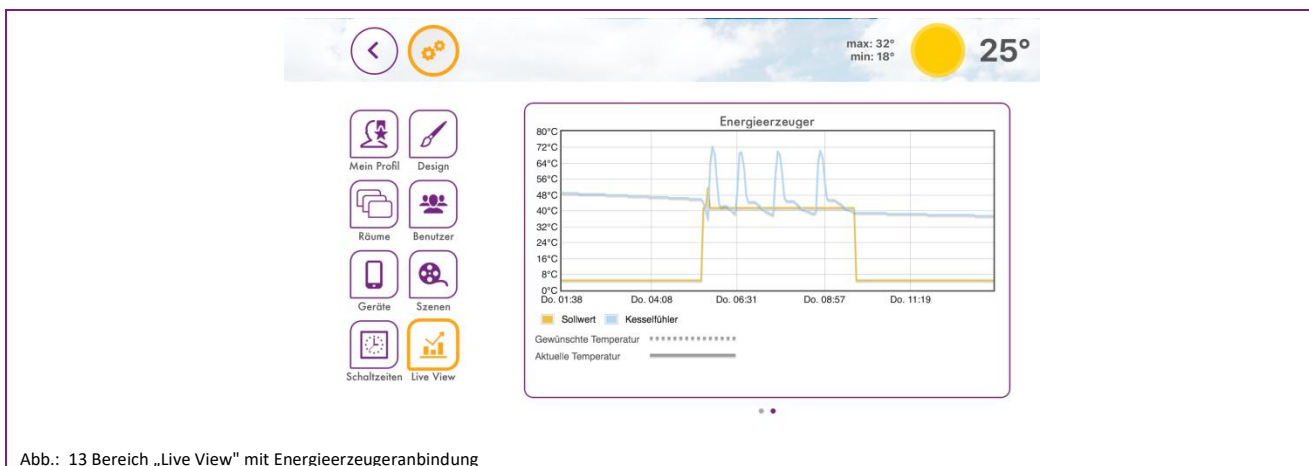 max: 32°
min: 18°
25°
Mein Profil
Design
Räume
Benutzer
Geräte
Szenen
Schaltzeiten
Live View
Energieerzeuger
80°C
72°C
64°C
56°C
48°C
40°C
32°C
24°C
16°C
8°C
0°C
Do. 01:38 Do. 04:08 Do. 06:31 Do. 08:57 Do. 11:19
Sollwert Kesselfühler
Gewünschte Temperatur
Aktuelle Temperatur
Abb.: 13 Bereich „Live View" mit Energieerzeugeranbindung